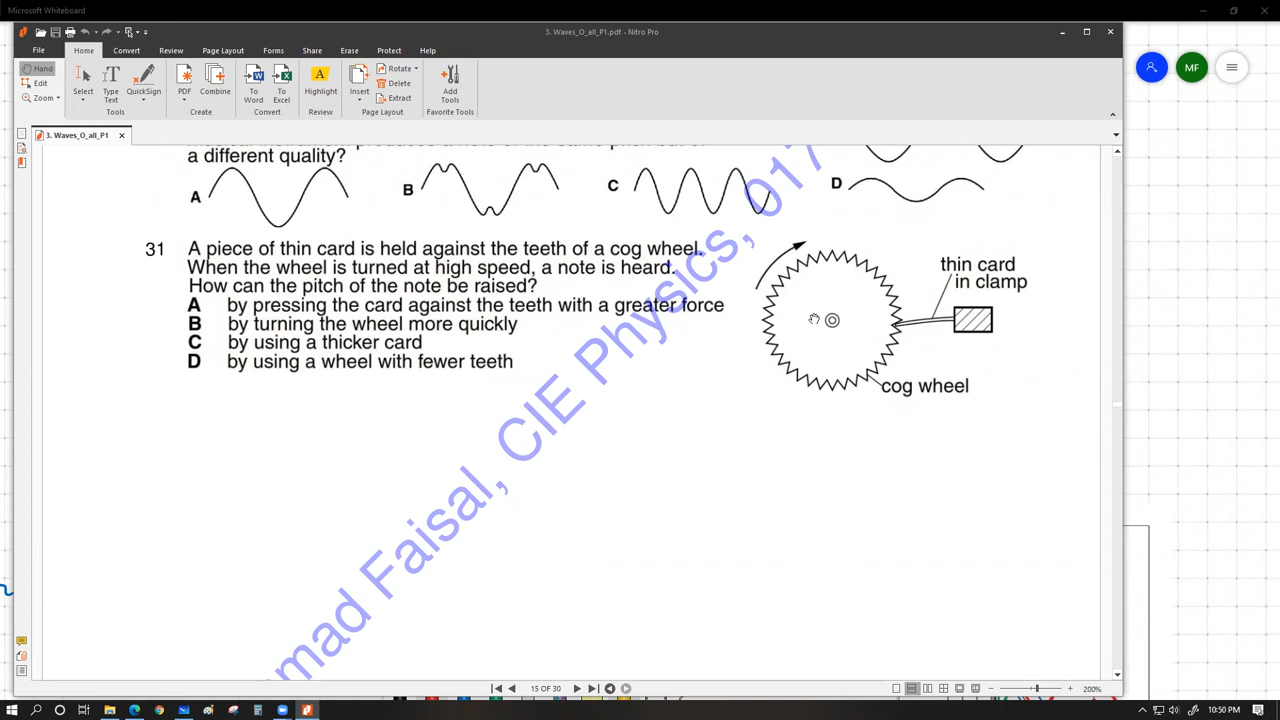 Microsoft Whiteboard
3. Waves_O_all_P1.pdf - Nitro Pro
File Home Convert Review Page Layout Forms Share Erase Protect Help
Hand
Edit
Zoom
Select
Type Text
QuickSign
PDF
Combine
To Word
To Excel
Highlight
Insert
Rotate
Delete
Extract
Add Tools
Tools
Create
Convert
Review
Page Layout
Favorite Tools
3. Waves_O_all_P1
MF
a different quality?
A
B
C
D
31 A piece of thin card is held against the teeth of a cog wheel.
When the wheel is turned at high speed, a note is heard.
How can the pitch of the note be raised?
A by pressing the card against the teeth with a greater force
B by turning the wheel more quickly
C by using a thicker card
D by using a wheel with fewer teeth
thin card
in clamp
cog wheel
mad Faisal, CIE Physics, 017
15 OF 30
200%
10:50 PM